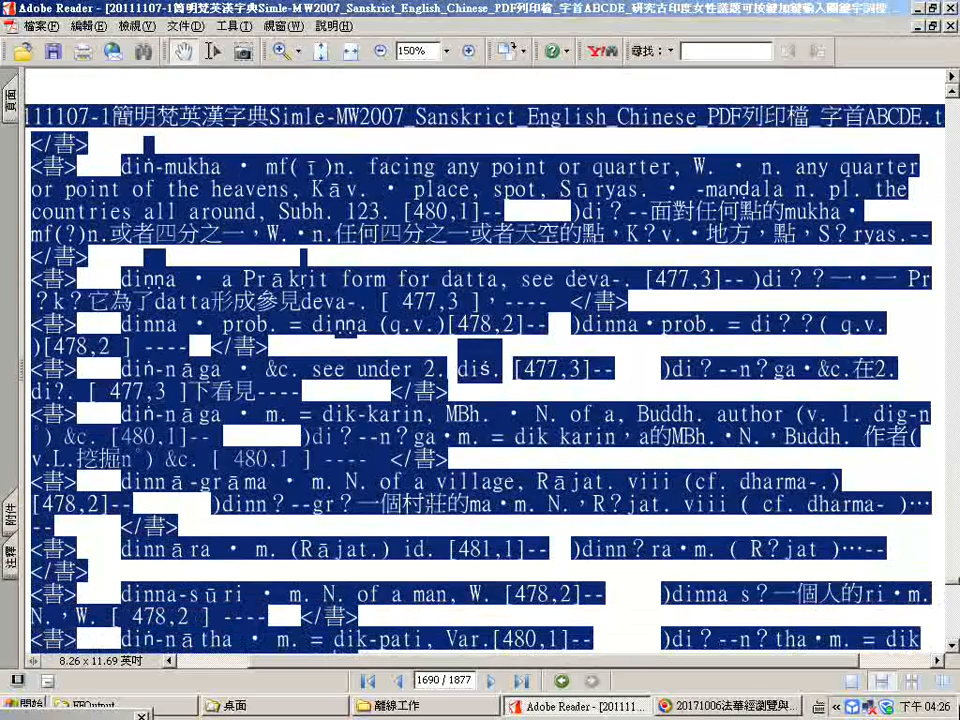 Adobe Reader - [20111107-1簡明梵英漢字典Simle-MW2007_Sanskrict_English_Chinese_PDF列印檔_字首ABCDE_研究古印度女性議題可按鍵加鍵輸入關鍵字詞搜
檔案(F) 編輯(E) 檢視(V) 文件(D) 工具(T) 視窗(W) 說明(H)
150% 尋找:
頁面
附件
註釋
111107-1簡明梵英漢字典Simle-MW2007_Sanskrict_English_Chinese_PDF列印檔_字首ABCDE.t
</書>
<書> diṅ-mukha • mf(ī)n. facing any point or quarter, W. • n. any quarter
or point of the heavens, Kāv. • place, spot, Sūryas. • -maṇḍala n. pl. the
countries all around, Subh. 123. [480,1]-- )di？--面對任何點的mukha•
mf(?)n.或者四分之一，W.•n.任何四分之一或者天空的點，K？v.•地方，點，S？ryas.--
</書>
<書> diṇṇa • a Prākṛit form for datta, see deva-. [477,3]-- )di？？一•一 Pr
？k？它為了datta形成參見deva-. [ 477,3 ]，---- </書>
<書> dinna • prob. = diṇṇa (q.v.)[478,2]-- )dinna•prob. = di？？( q.v.
)[478,2 ] ---- </書>
<書> diṅ-nāga • &c. see under 2. diś. [477,3]-- )di？--n？ga•&c.在2.
di?. [ 477,3 ]下看見---- </書>
<書> diṅ-nāga • m. = dik-karin, MBh. • N. of a, Buddh. author (v. l. dig-n
°) &c. [480,1]-- )di？--n？ga•m. = dik karin，a的MBh.•N.，Buddh. 作者(
v.L.挖掘n°) &c. [ 480,1 ] ---- </書>
<書> dinnā-grāma • m. N. of a village, Rājat. viii (cf. dharma-.)
[478,2]-- )dinn？--gr？一個村莊的ma•m. N.，R？jat. viii ( cf. dharma- )…
-- </書>
<書> dinnāra • m. (Rājat.) id. [481,1]-- )dinn？ra•m. ( R？jat )…--
</書>
<書> dinna-sūri • m. N. of a man, W. [478,2]-- )dinna s？一個人的ri•m.
N.，W. [ 478,2 ] ---- </書>
<書> diṅ-nātha • m. = dik-pati, Var.[480,1]-- )di？--n？tha•m. = dik
8.26 x 11.69 英吋
1690 / 1877
開始 FFOutput 桌面 離線工作 Adobe Reader - [20111... 20171006法華經瀏覽與... 下午 04:26